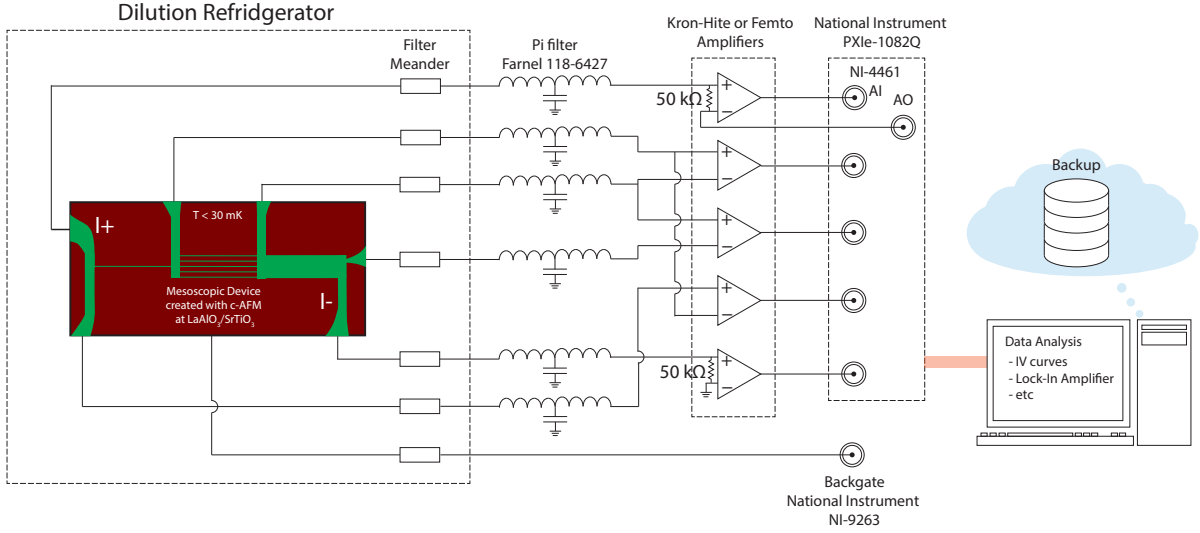 Dilution Refridgerator
Filter
Meander
Pi filter
Farnel 118-6427
Kron-Hite or Femto
Amplifiers
National Instrument
PXIe-1082Q
NI-4461
AI
AO
50 kΩ
+
−
+
−
+
−
+
−
50 kΩ
+
−
I+
T < 30 mK
I-
Mesoscopic Device
created with c-AFM
at LaAlO3/SrTiO3
Backup
Data Analysis
- IV curves
- Lock-In Amplifier
- etc
Backgate
National Instrument
NI-9263